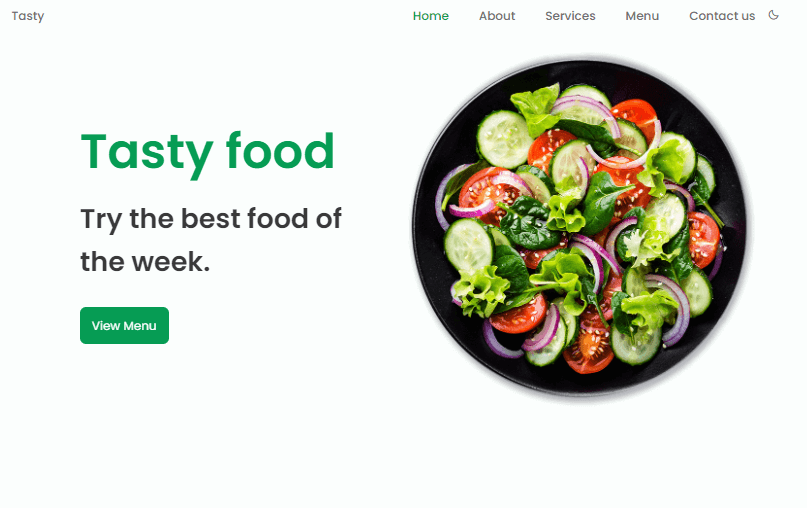 Tasty
Home About Services Menu Contact us
Tasty food
Try the best food of
the week.
View Menu